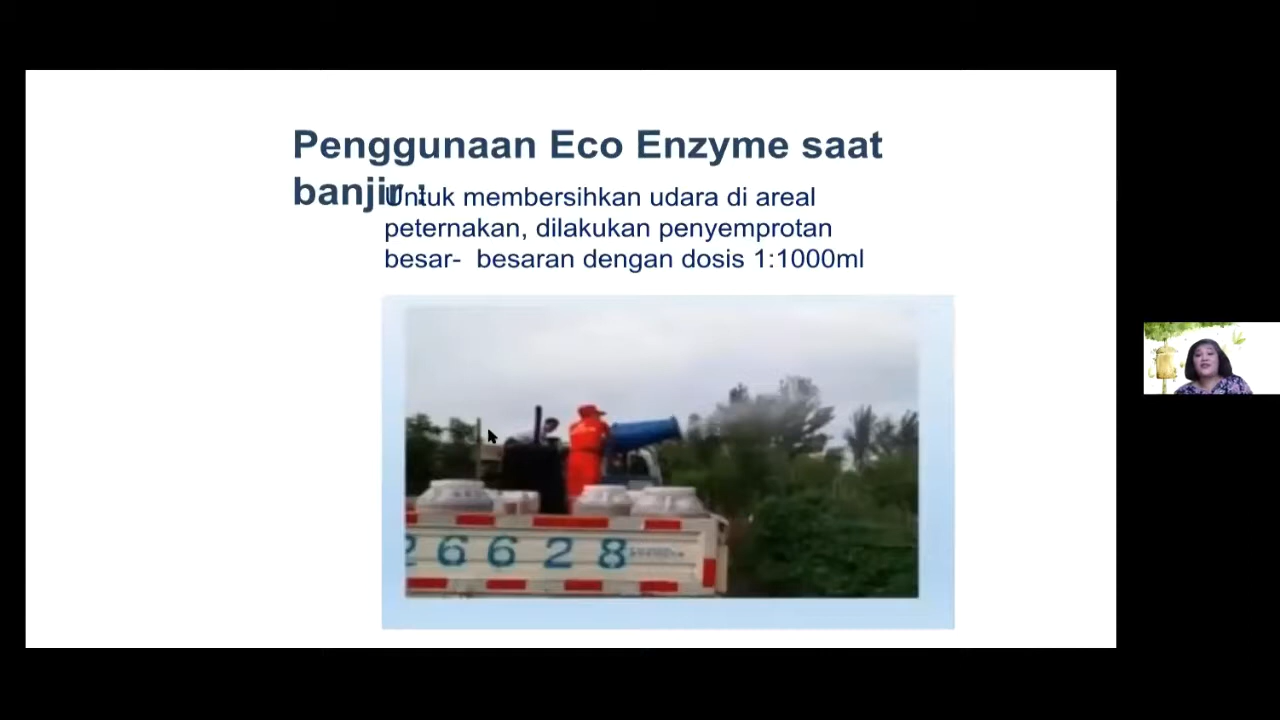 Penggunaan Eco Enzyme saat
banjir :
Untuk membersihkan udara di areal
peternakan, dilakukan penyemprotan
besar-  besaran dengan dosis 1:1000ml
26628